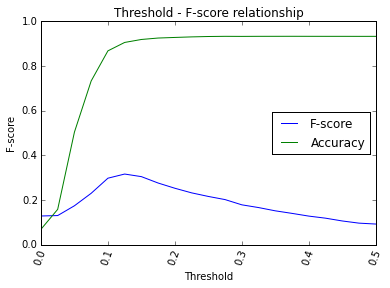 Threshold - F-score relationship
1.0
0.8
0.6
0.4
0.2
0.0
F-score
F-score
Accuracy
0.0
0.1
0.2
0.3
0.4
0.5
Threshold